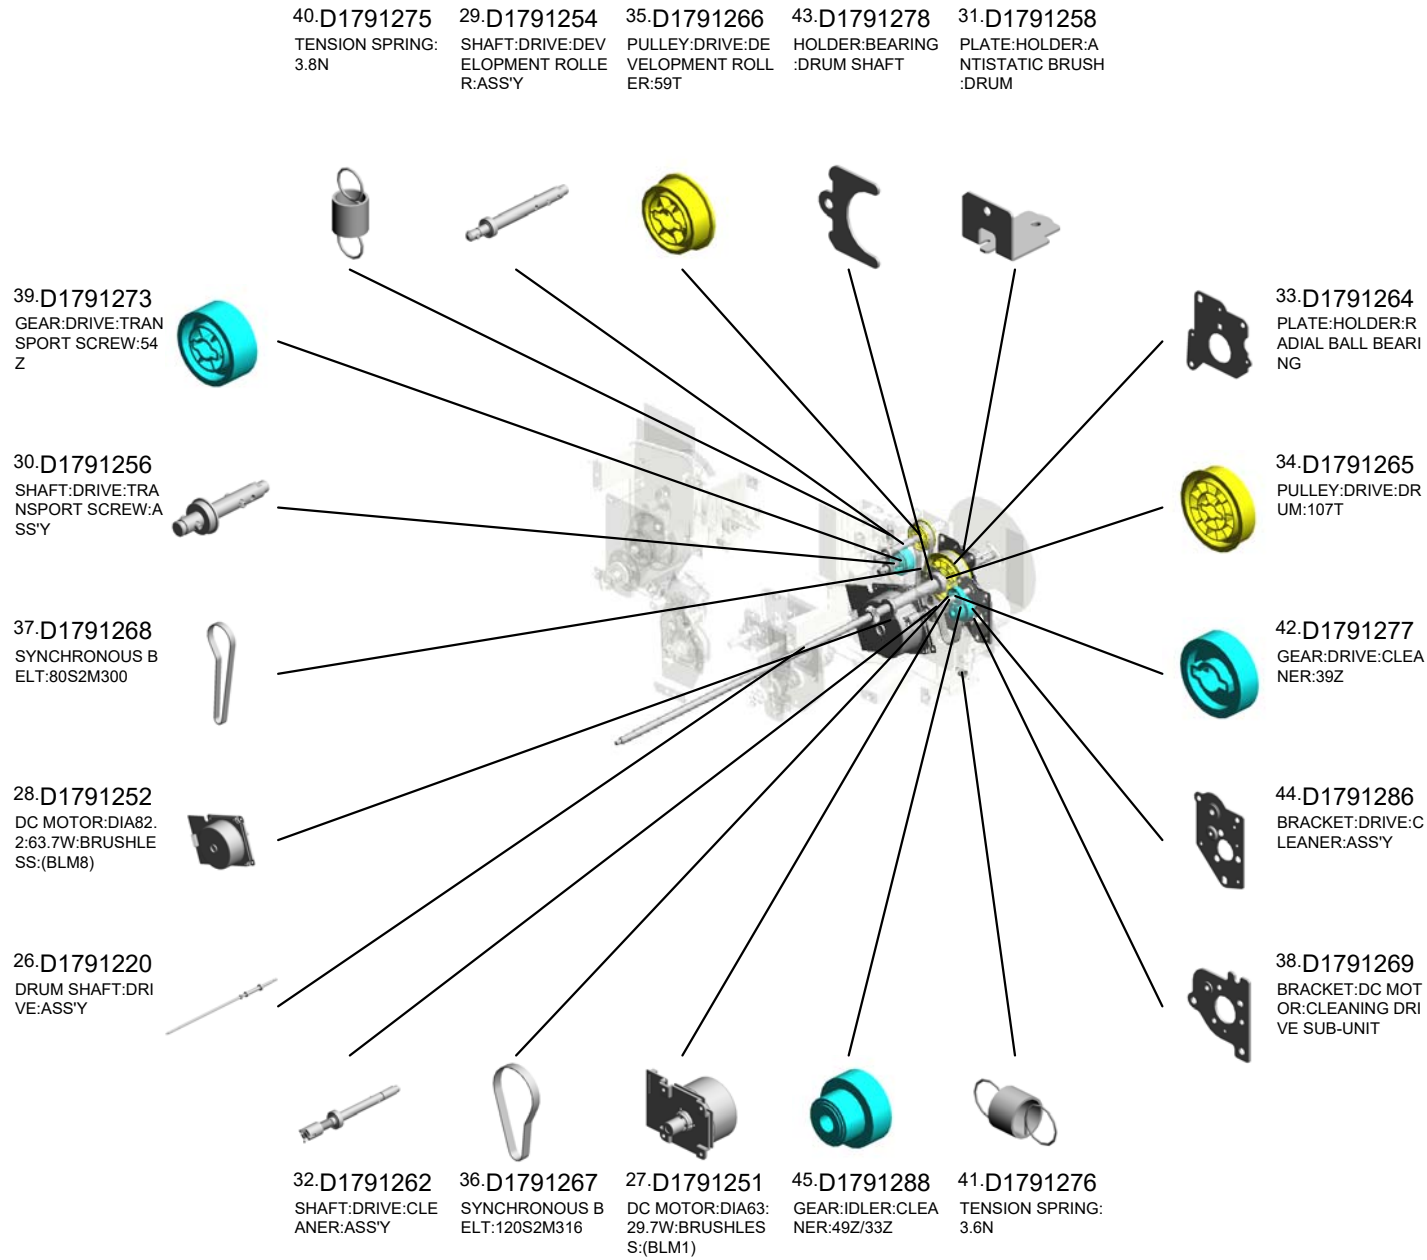 40.D1791275
TENSION SPRING:
3.8N
29.D1791254
SHAFT:DRIVE:DEV
ELOPMENT ROLLE
R:ASS'Y
35.D1791266
PULLEY:DRIVE:DE
VELOPMENT ROLL
ER:59T
43.D1791278
HOLDER:BEARING
:DRUM SHAFT
31.D1791258
PLATE:HOLDER:A
NTISTATIC BRUSH
:DRUM
39.D1791273
GEAR:DRIVE:TRAN
SPORT SCREW:54
Z
33.D1791264
PLATE:HOLDER:R
ADIAL BALL BEARI
NG
30.D1791256
SHAFT:DRIVE:TRA
NSPORT SCREW:A
SS'Y
34.D1791265
PULLEY:DRIVE:DR
UM:107T
37.D1791268
SYNCHRONOUS B
ELT:80S2M300
42.D1791277
GEAR:DRIVE:CLEA
NER:39Z
28.D1791252
DC MOTOR:DIA82.
2:63.7W:BRUSHLE
SS:(BLM8)
44.D1791286
BRACKET:DRIVE:C
LEANER:ASS'Y
26.D1791220
DRUM SHAFT:DRI
VE:ASS'Y
38.D1791269
BRACKET:DC MOT
OR:CLEANING DRI
VE SUB-UNIT
32.D1791262
SHAFT:DRIVE:CLE
ANER:ASS'Y
36.D1791267
SYNCHRONOUS B
ELT:120S2M316
27.D1791251
DC MOTOR:DIA63:
29.7W:BRUSHLES
S:(BLM1)
45.D1791288
GEAR:IDLER:CLEA
NER:49Z/33Z
41.D1791276
TENSION SPRING:
3.6N